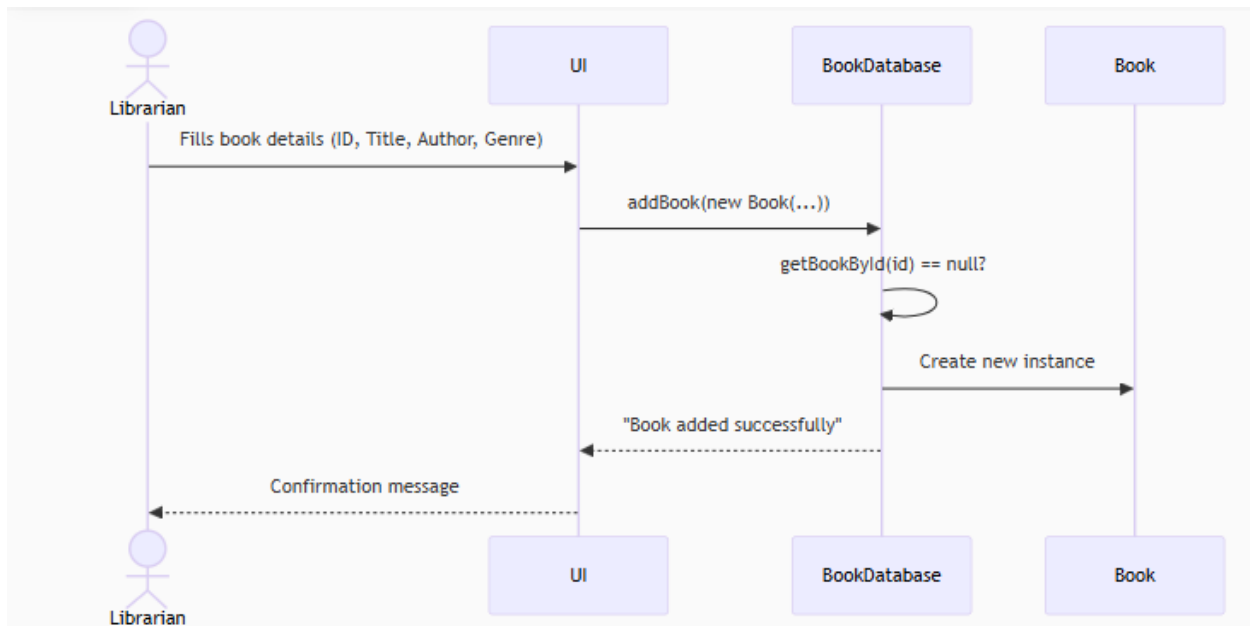 UI
BookDatabase
Book
Librarian
Fills book details (ID, Title, Author, Genre)
addBook(new Book(...))
getBookById(id) == null?
Create new instance
"Book added successfully"
Confirmation message
UI
BookDatabase
Book
Librarian